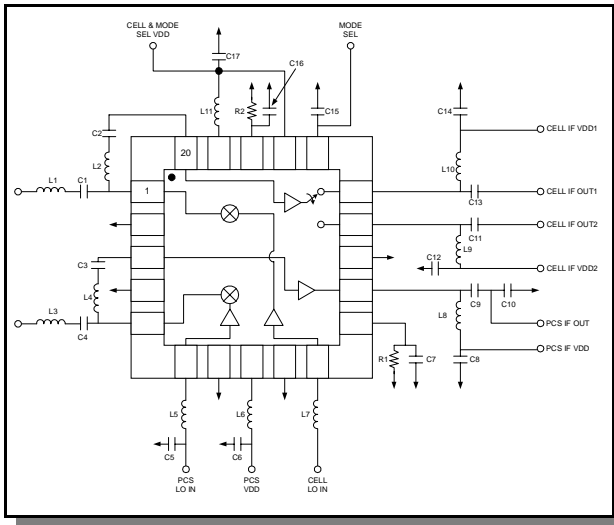 CELL & MODE
SEL VDD
MODE
SEL
C17
C16
L11
R2
C15
C14
CELL IF VDD1
C2
L2
20
L10
L1
C1
1
C13
CELL IF OUT1
C11
CELL IF OUT2
C3
C12
L9
CELL IF VDD2
L4
L3
C4
C9
C10
L8
PCS IF OUT
R1
C7
C8
PCS IF VDD
L5
L6
L7
C5
C6
PCS
LO IN
PCS
VDD
CELL
LO IN